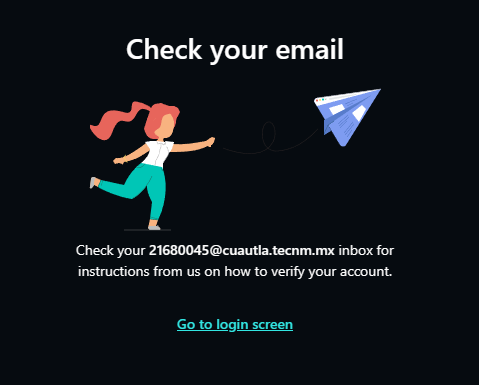 Check your email
Check your 21680045@cuautla.tecnm.mx inbox for
instructions from us on how to verify your account.
Go to login screen